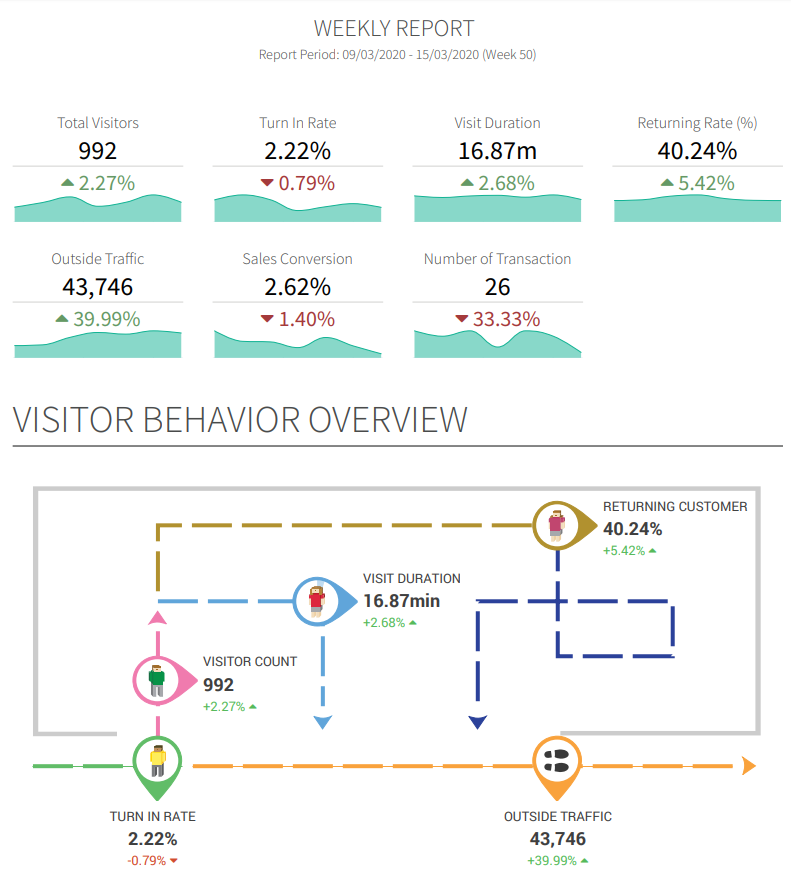 WEEKLY REPORT
Report Period: 09/03/2020 - 15/03/2020 (Week 50)
Total Visitors
992
2.27%
Turn In Rate
2.22%
0.79%
Visit Duration
16.87m
2.68%
Returning Rate (%)
40.24%
5.42%
Outside Traffic
43,746
39.99%
Sales Conversion
2.62%
1.40%
Number of Transaction
26
33.33%
VISITOR BEHAVIOR OVERVIEW
RETURNING CUSTOMER
40.24%
+5.42%
VISIT DURATION
16.87min
+2.68%
VISITOR COUNT
992
+2.27%
TURN IN RATE
2.22%
-0.79%
OUTSIDE TRAFFIC
43,746
+39.99%